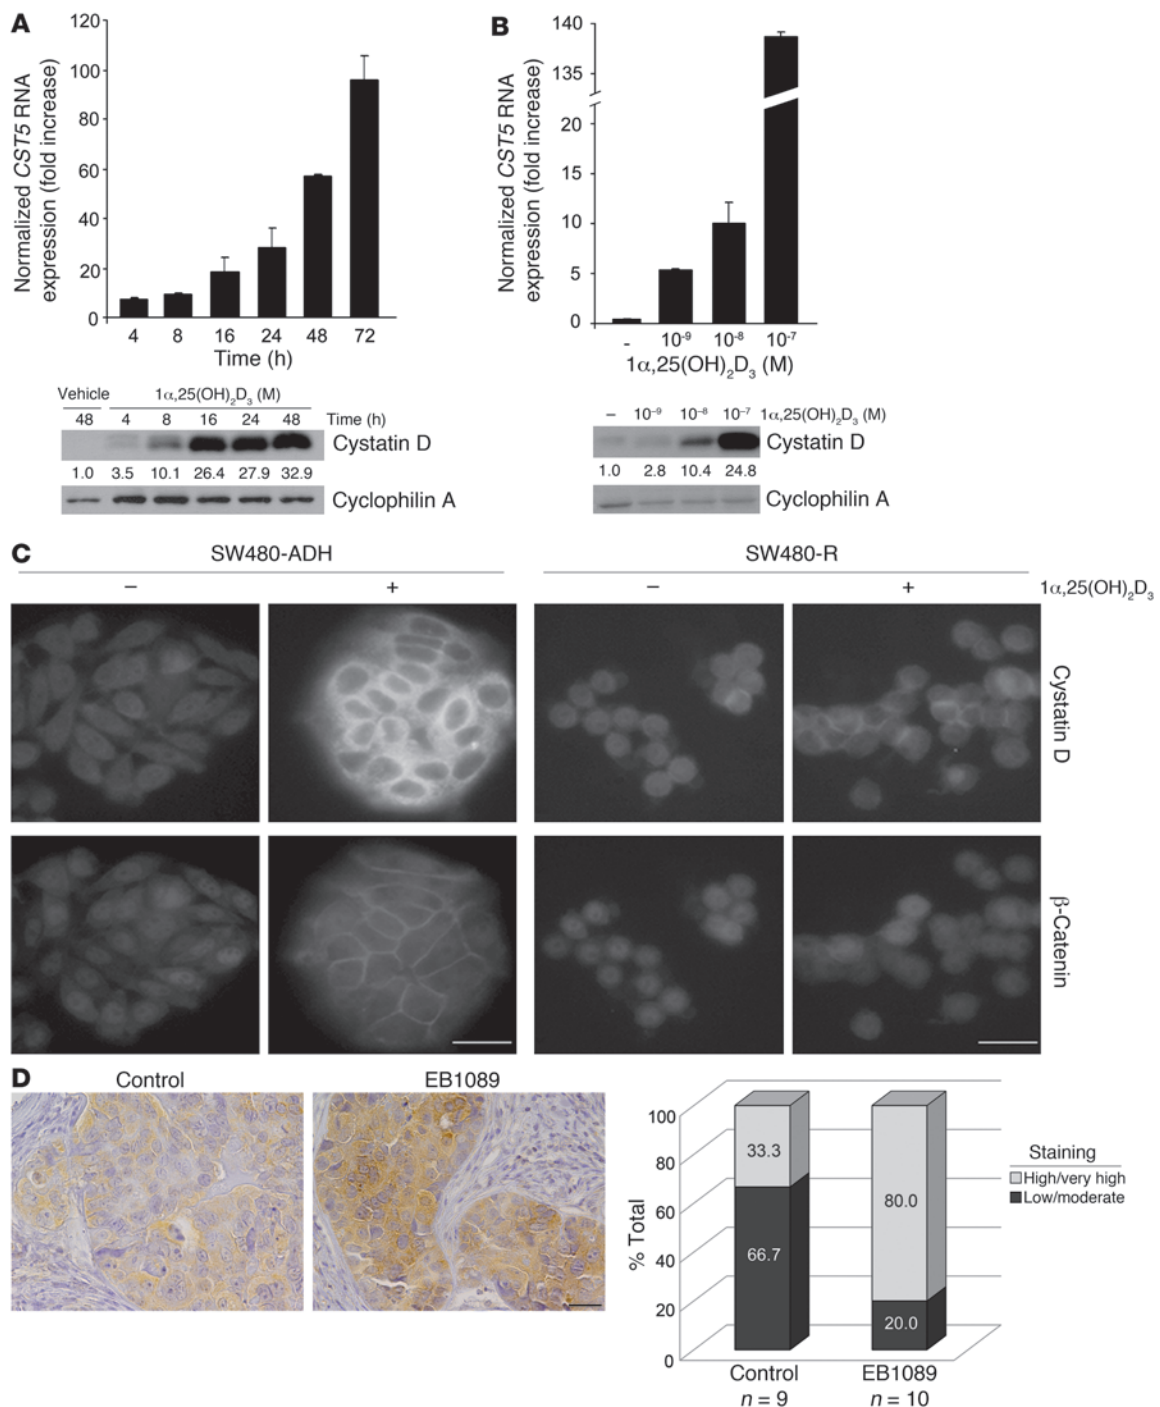 A
Normalized CST5 RNA
expression (fold increase)
120
100
80
60
40
20
0
4 8 16 24 48 72
Time (h)
Vehicle 1α,25(OH)₂D₃ (M)
48 4 8 16 24 48 Time (h)
Cystatin D
1.0 3.5 10.1 26.4 27.9 32.9
Cyclophilin A
B
Normalized CST5 RNA
expression (fold increase)
140
135
20
15
10
5
0
- 10⁻⁹ 10⁻⁸ 10⁻⁷
1α,25(OH)₂D₃ (M)
– 10⁻⁹ 10⁻⁸ 10⁻⁷ 1α,25(OH)₂D₃ (M)
Cystatin D
1.0 2.8 10.4 24.8
Cyclophilin A
C
SW480-ADH SW480-R
– + – + 1α,25(OH)₂D₃
Cystatin D
β-Catenin
D
Control EB1089
% Total
100
80
60
40
20
0
33.3
66.7
80.0
20.0
Control EB1089
n = 9 n = 10
Staining
High/very high
Low/moderate